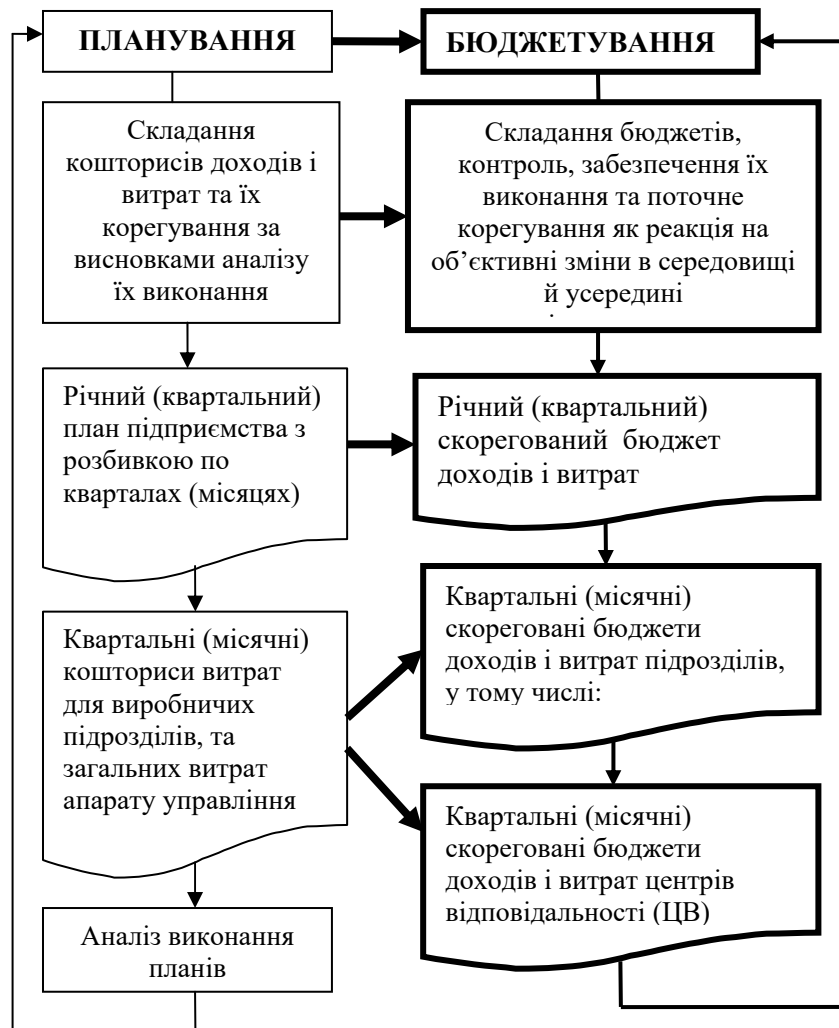 ПЛАНУВАННЯ
БЮДЖЕТУВАННЯ
Складання
кошторисів доходів і
витрат та їх
корегування за
висновками аналізу
їх виконання
Складання бюджетів,
контроль, забезпечення їх
виконання та поточне
корегування як реакція на
об’єктивні зміни в середовищі
й усередині
Річний (квартальний)
план підприємства з
розбивкою по
кварталах (місяцях)
Річний (квартальний)
скорегований бюджет
доходів і витрат
Квартальні (місячні)
кошториси витрат
для виробничих
підрозділів, та
загальних витрат
апарату управління
Квартальні (місячні)
скореговані бюджети
доходів і витрат підрозділів,
у тому числі:
Квартальні (місячні)
скореговані бюджети
доходів і витрат центрів
відповідальності (ЦВ)
Аналіз виконання
планів